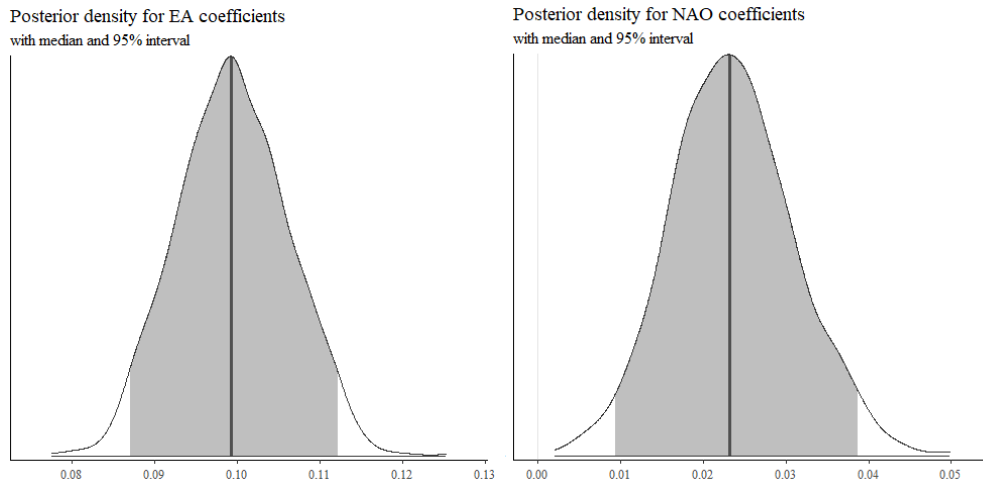 Posterior density for EA coefficients
with median and 95% interval
0.08 0.09 0.10 0.11 0.12 0.13
Posterior density for NAO coefficients
with median and 95% interval
0.00 0.01 0.02 0.03 0.04 0.05